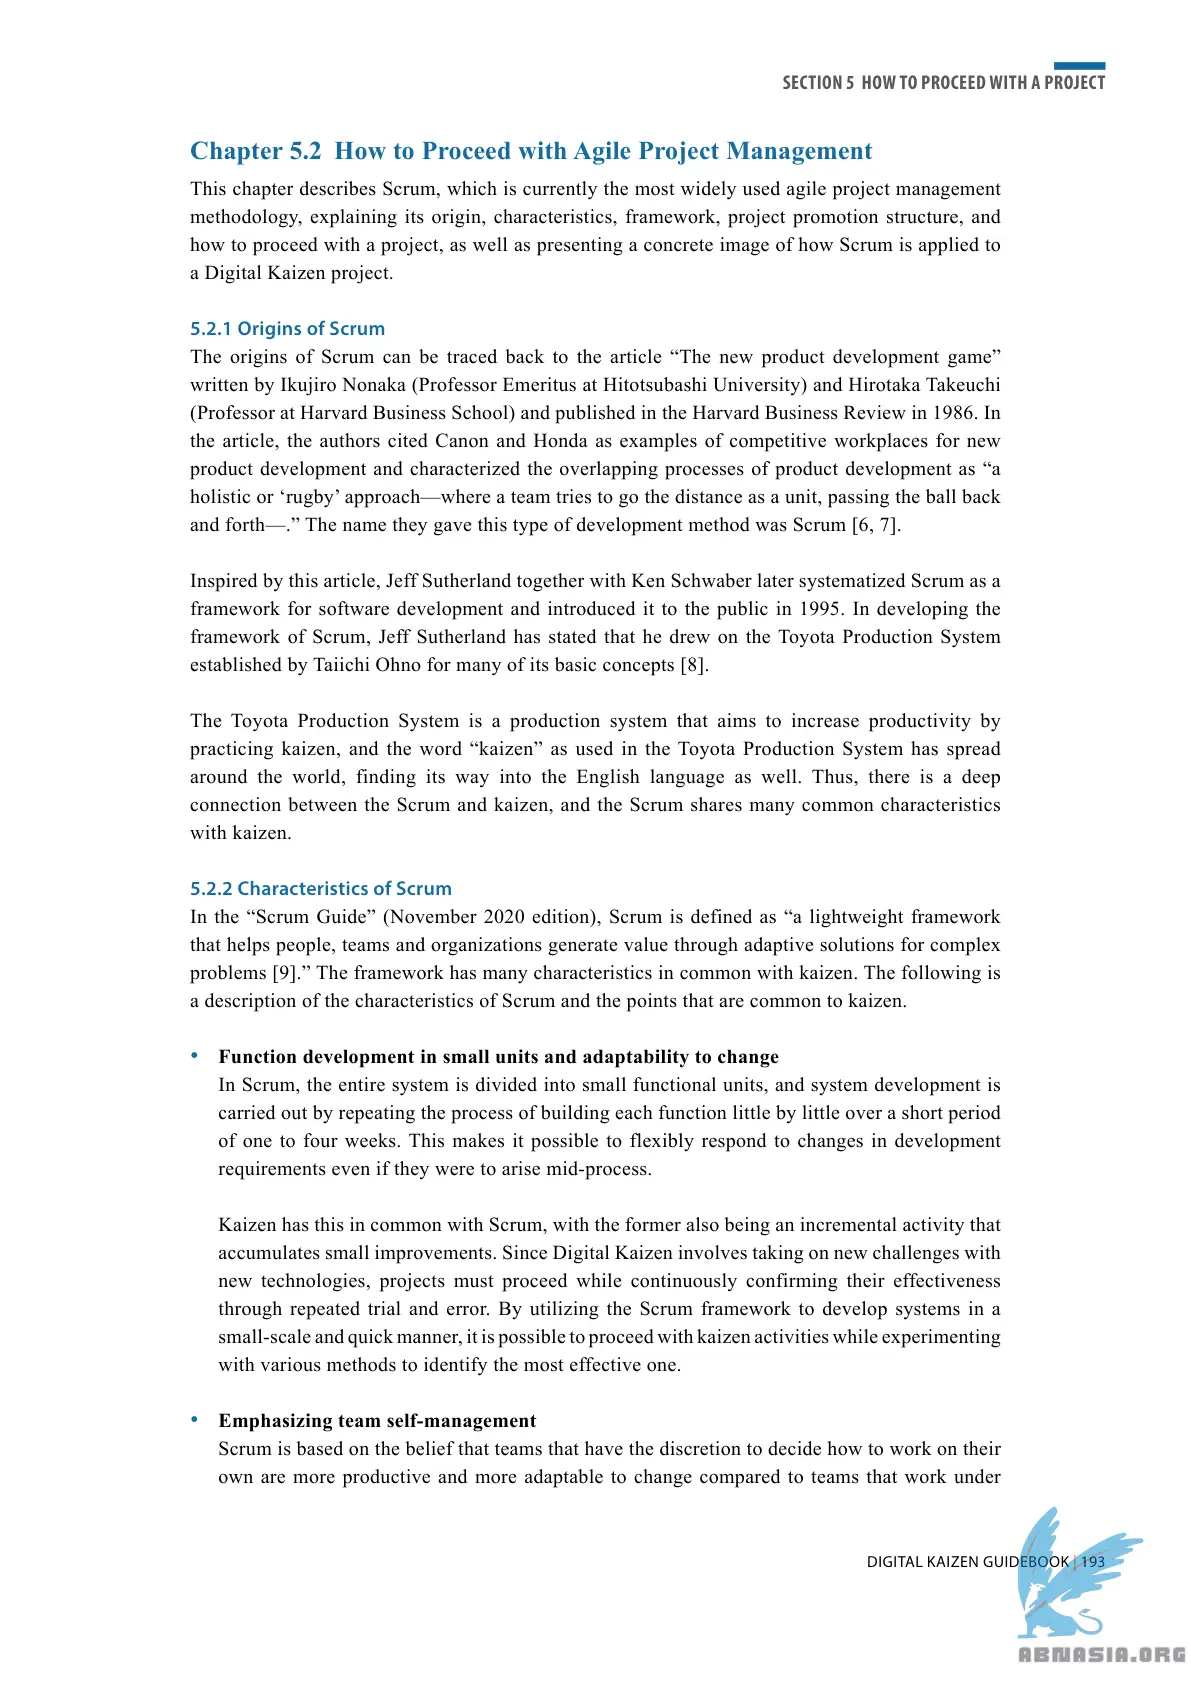 SECTION 5 HOW TO PROCEED WITH A PROJECT
Chapter 5.2 How to Proceed with Agile Project Management
This chapter describes Scrum, which is currently the most widely used agile project management
methodology, explaining its origin, characteristics, framework, project promotion structure, and
how to proceed with a project, as well as presenting a concrete image of how Scrum is applied to
a Digital Kaizen project.
5.2.1 Origins of Scrum
The origins of Scrum can be traced back to the article “The new product development game”
written by Ikujiro Nonaka (Professor Emeritus at Hitotsubashi University) and Hirotaka Takeuchi
(Professor at Harvard Business School) and published in the Harvard Business Review in 1986. In
the article, the authors cited Canon and Honda as examples of competitive workplaces for new
product development and characterized the overlapping processes of product development as “a
holistic or ‘rugby’ approach—where a team tries to go the distance as a unit, passing the ball back
and forth—.” The name they gave this type of development method was Scrum [6, 7].
Inspired by this article, Jeff Sutherland together with Ken Schwaber later systematized Scrum as a
framework for software development and introduced it to the public in 1995. In developing the
framework of Scrum, Jeff Sutherland has stated that he drew on the Toyota Production System
established by Taiichi Ohno for many of its basic concepts [8].
The Toyota Production System is a production system that aims to increase productivity by
practicing kaizen, and the word “kaizen” as used in the Toyota Production System has spread
around the world, finding its way into the English language as well. Thus, there is a deep
connection between the Scrum and kaizen, and the Scrum shares many common characteristics
with kaizen.
5.2.2 Characteristics of Scrum
In the “Scrum Guide” (November 2020 edition), Scrum is defined as “a lightweight framework
that helps people, teams and organizations generate value through adaptive solutions for complex
problems [9].” The framework has many characteristics in common with kaizen. The following is
a description of the characteristics of Scrum and the points that are common to kaizen.
• Function development in small units and adaptability to change
In Scrum, the entire system is divided into small functional units, and system development is
carried out by repeating the process of building each function little by little over a short period
of one to four weeks. This makes it possible to flexibly respond to changes in development
requirements even if they were to arise mid-process.
Kaizen has this in common with Scrum, with the former also being an incremental activity that
accumulates small improvements. Since Digital Kaizen involves taking on new challenges with
new technologies, projects must proceed while continuously confirming their effectiveness
through repeated trial and error. By utilizing the Scrum framework to develop systems in a
small-scale and quick manner, it is possible to proceed with kaizen activities while experimenting
with various methods to identify the most effective one.
• Emphasizing team self-management
Scrum is based on the belief that teams that have the discretion to decide how to work on their
own are more productive and more adaptable to change compared to teams that work under
DIGITAL KAIZEN GUIDEBOOK | 193
ABNASIA.ORG